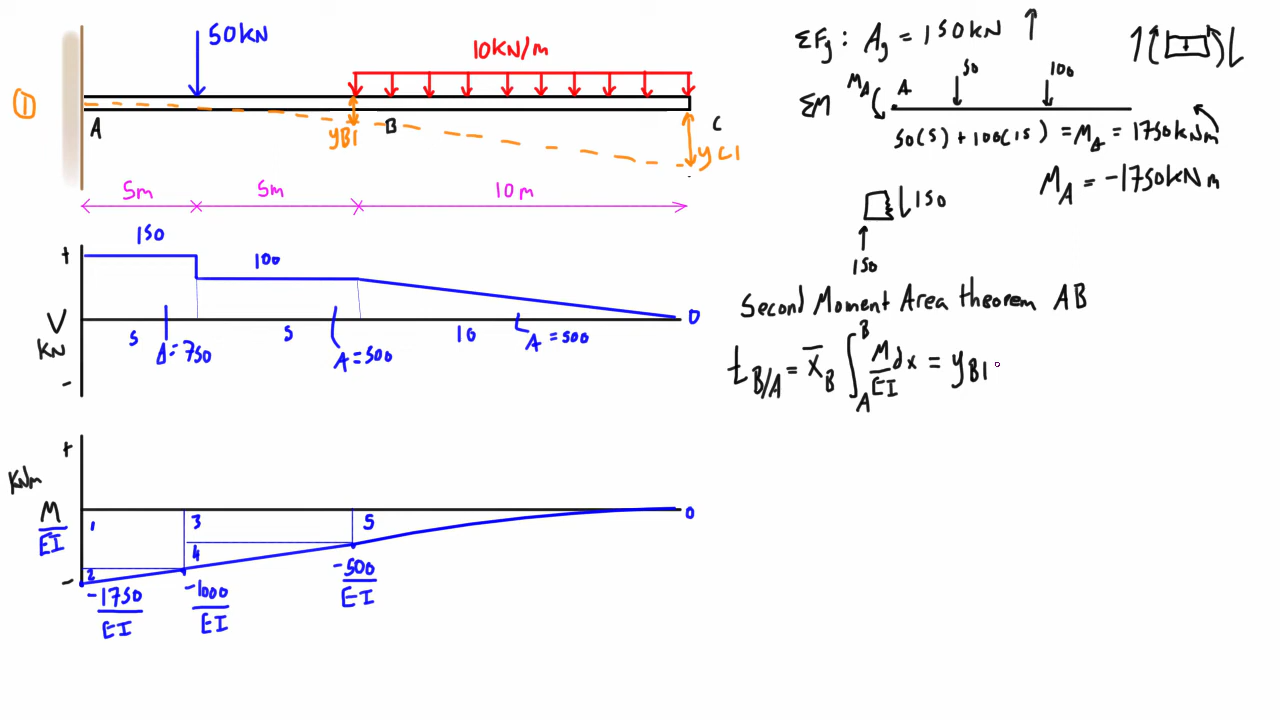 50KN
10KN/m
1
A
yB1
B
C
yC1
5m
5m
10m
+
150
100
V
KN
-
5
A=750
5
A=500
10
A=500
0
+
KNm
M
EI
-
1
2
3
4
5
0
-1750
EI
-1000
EI
-500
EI
ΣFy: Ay = 150KN ↑
ΣM
MA
A
50
100
50(5) + 100(15) = MA = 1750KNm
MA = -1750KNm
150
150
Second Moment Area theorem AB
t B/A = x̄B ∫AB M/EI dx = yB1